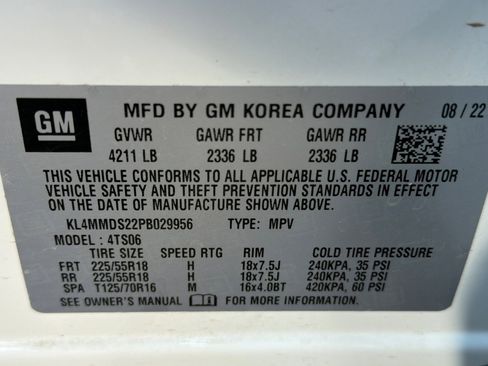 GM MFD BY GM KOREA COMPANY 08 / 22
GVWR GAWR FRT GAWR RR
4211 LB 2336 LB 2336 LB
THIS VEHICLE CONFORMS TO ALL APPLICABLE U.S. FEDERAL MOTOR
VEHICLE SAFETY AND THEFT PREVENTION STANDARDS IN EFFECT
ON THE DATE OF MANUFACTURE SHOWN ABOVE.
KL4MMDS22PB029956 TYPE: MPV
MODEL : 4TS06
TIRE SIZE SPEED RTG RIM COLD TIRE PRESSURE
FRT 225/55R18 H 18x7.5J 240KPA, 35 PSI
RR 225/55R18 H 18x7.5J 240KPA, 35 PSI
SPA T125/70R16 M 16x4.0BT 420KPA, 60 PSI
SEE OWNER'S MANUAL FOR MORE INFORMATION.